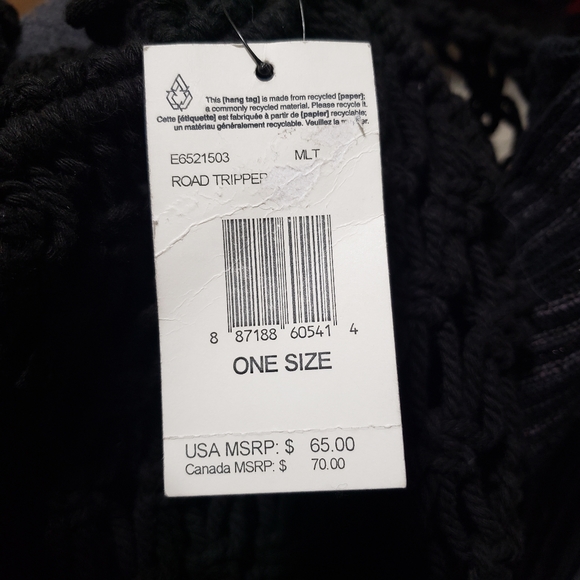 This [hang tag] is made from recycled [paper];
a commonly recycled material. Please recycle it.
Cette [étiquette] est fabriquée à partir de [papier] recyclable;
un matériau généralement recyclable. Veuillez la
E6521503 MLT
ROAD TRIPPER
8 87188 60541 4
ONE SIZE
USA MSRP: $ 65.00
Canada MSRP: $ 70.00